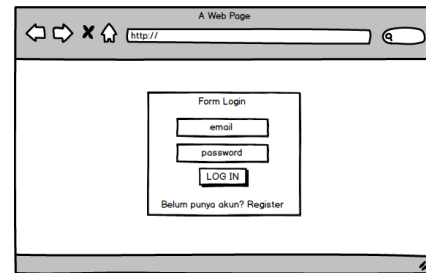 A Web Page
http://
Form Login
email
password
LOG IN
Belum punya akun? Register